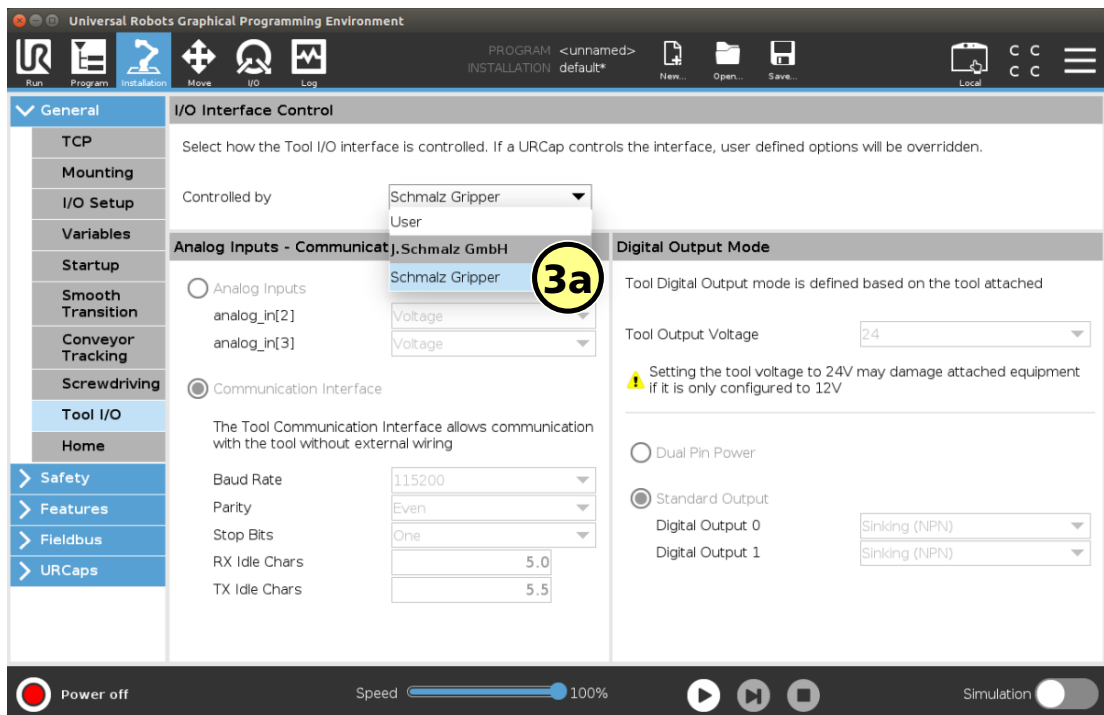 Universal Robots Graphical Programming Environment
PROGRAM <unnamed>
INSTALLATION default*
Run Program Installation Move I/O Log New... Open... Save... Local
C C
C C
General
TCP
Mounting
I/O Setup
Variables
Startup
Smooth
Transition
Conveyor
Tracking
Screwdriving
Tool I/O
Home
Safety
Features
Fieldbus
URCaps
I/O Interface Control
Select how the Tool I/O interface is controlled. If a URCap controls the interface, user defined options will be overridden.
Controlled by Schmalz Gripper
User
J.Schmalz GmbH
Schmalz Gripper
3a
Analog Inputs - Communicat
Analog Inputs
analog_in[2] Voltage
analog_in[3] Voltage
Communication Interface
The Tool Communication Interface allows communication
with the tool without external wiring
Baud Rate 115200
Parity Even
Stop Bits One
RX Idle Chars 5.0
TX Idle Chars 5.5
Digital Output Mode
Tool Digital Output mode is defined based on the tool attached
Tool Output Voltage 24
Setting the tool voltage to 24V may damage attached equipment
if it is only configured to 12V
Dual Pin Power
Standard Output
Digital Output 0 Sinking (NPN)
Digital Output 1 Sinking (NPN)
Power off Speed 100% Simulation